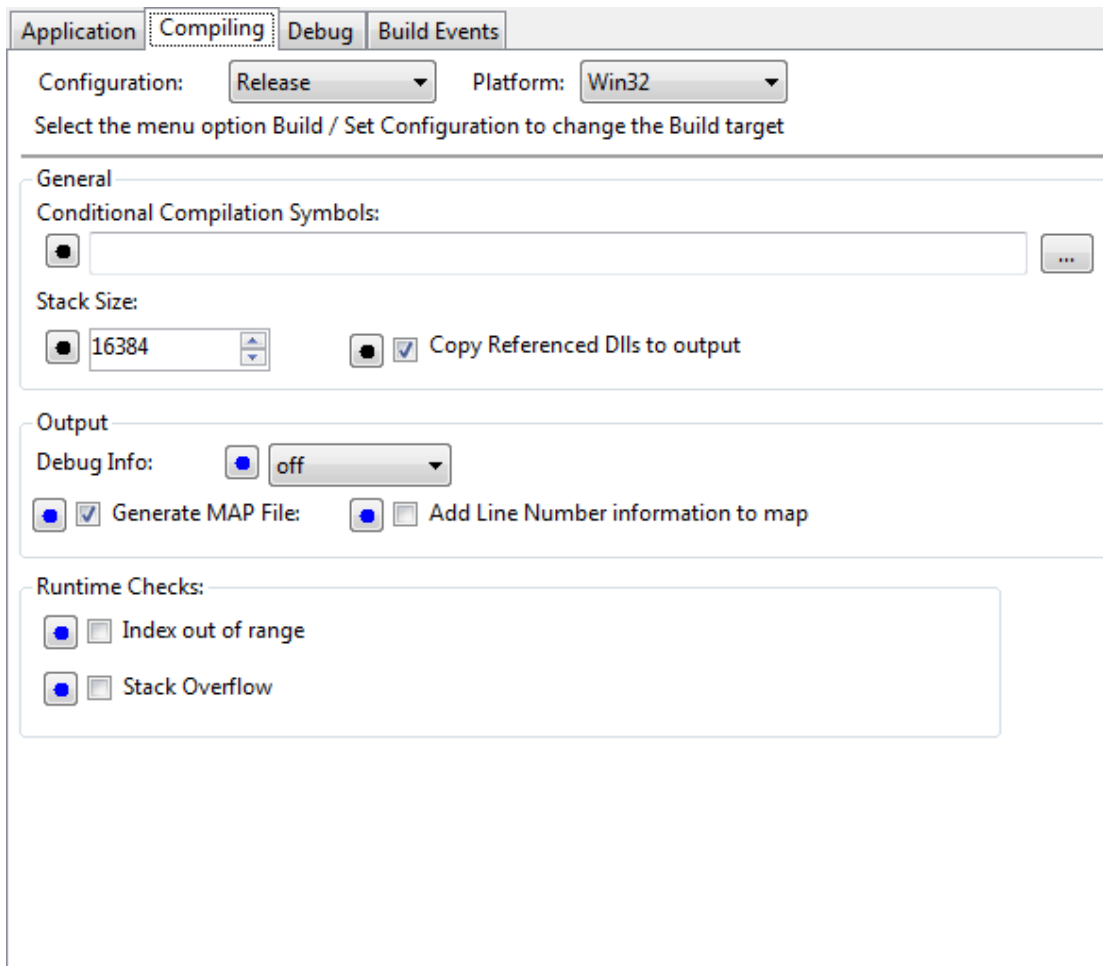 Application Compiling Debug Build Events
Configuration: Release Platform: Win32
Select the menu option Build / Set Configuration to change the Build target
General
Conditional Compilation Symbols:
...
Stack Size:
16384 Copy Referenced Dlls to output
Output
Debug Info: off
Generate MAP File: Add Line Number information to map
Runtime Checks:
Index out of range
Stack Overflow